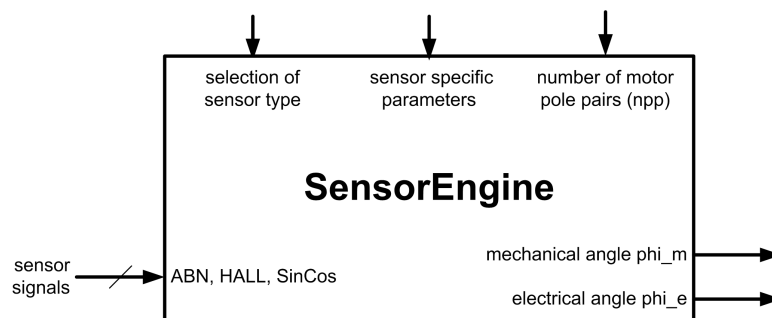 selection of
sensor type
sensor specific
parameters
number of motor
pole pairs (npp)
SensorEngine
sensor
signals
ABN, HALL, SinCos
mechanical angle phi_m
electrical angle phi_e